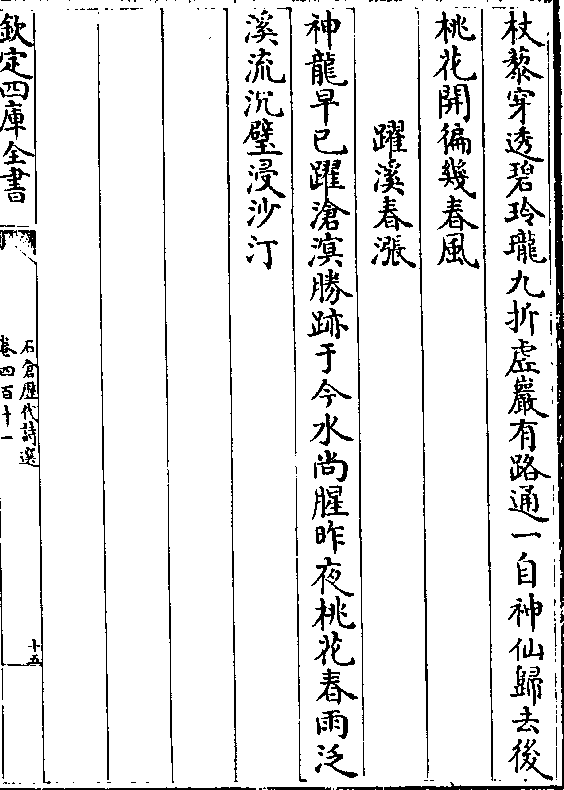 杖藜穿透碧玲瓏九折虛巖有路通一自神仙歸去後
桃花開徧幾春風
躍溪春漲
神龍早已躍滄溟勝跡于今水尚腥昨夜桃花春雨泛
溪流沉璧浸沙汀
欽定四庫全書
石倉歷代詩選
卷四百十一
十五